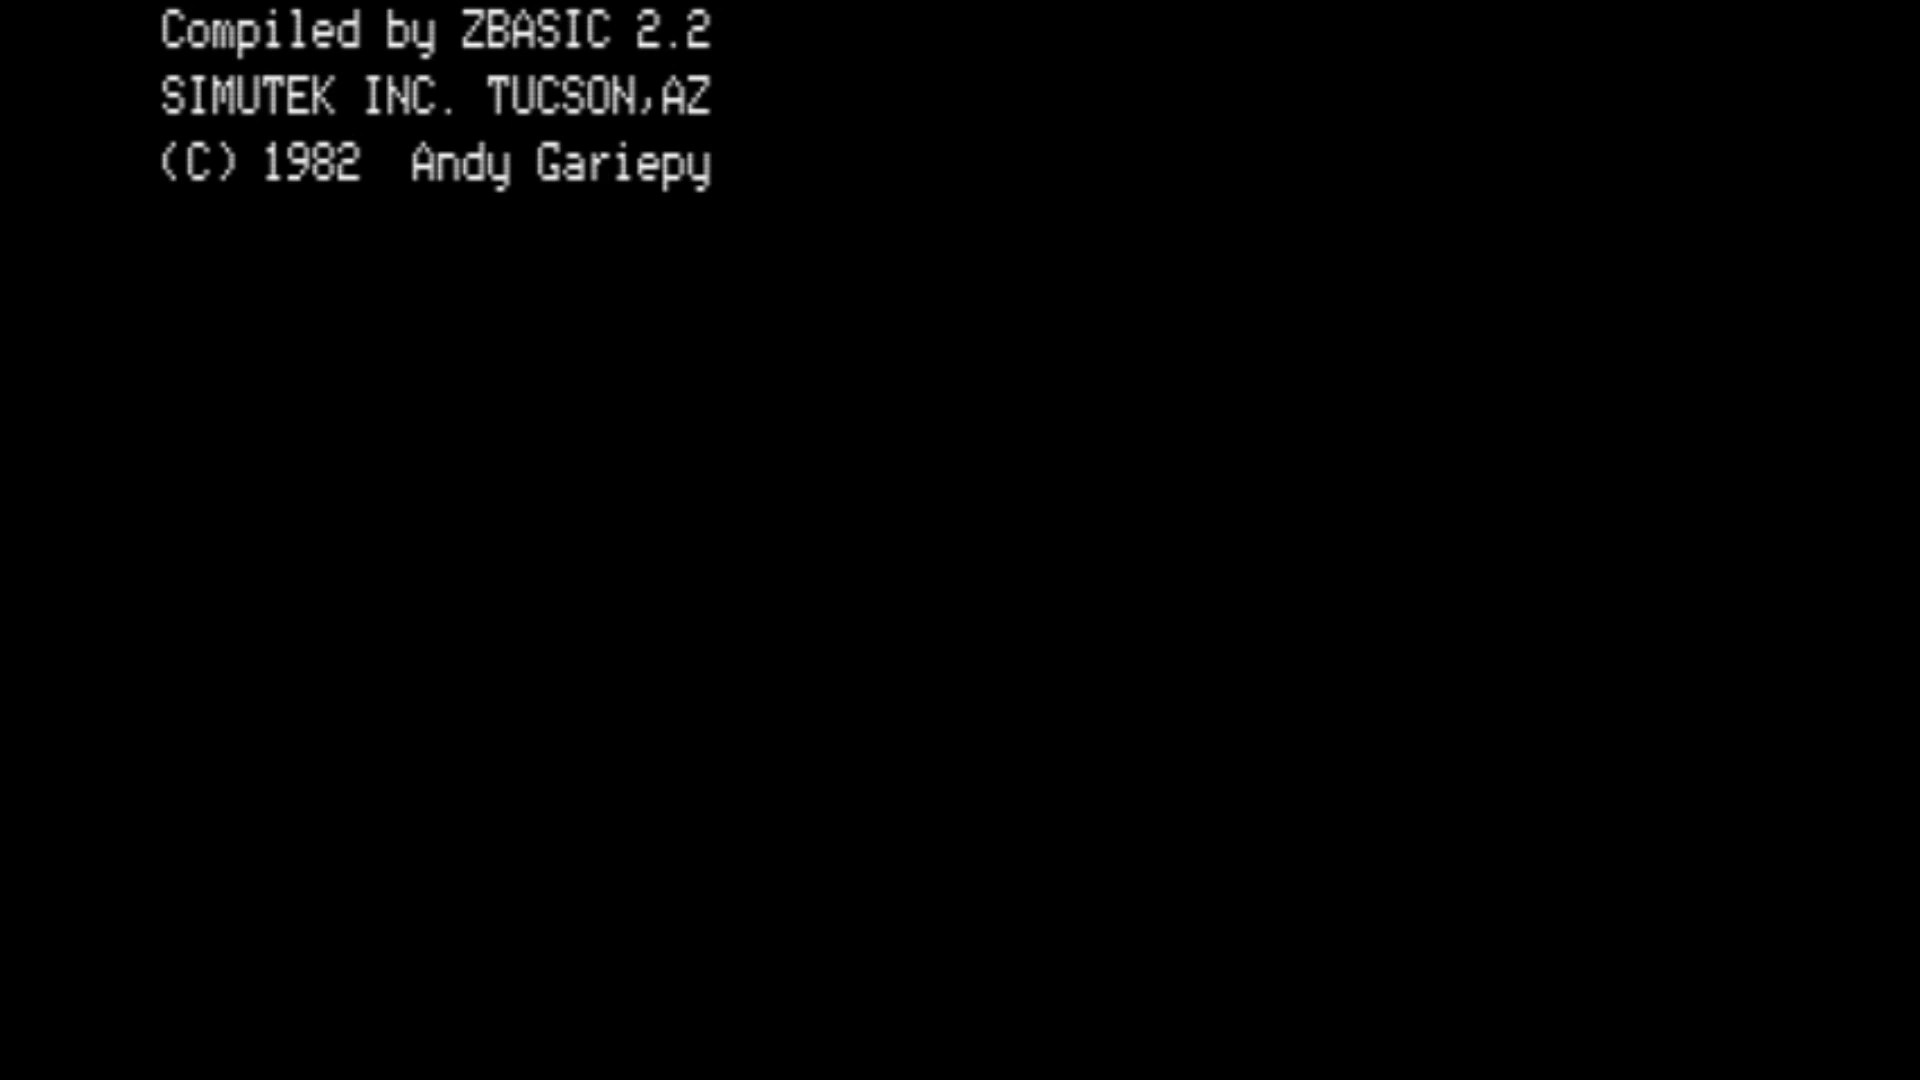 Compiled by ZBASIC 2.2
SIMUTEK INC. TUCSON,AZ
(C) 1982  Andy Gariepy